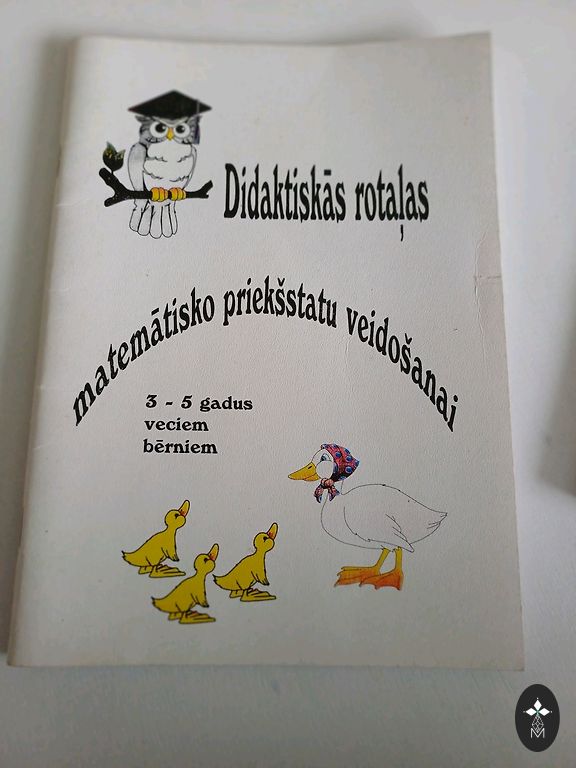 Didaktiskās rotaļas
matemātisko priekšstatu veidošanai
3 - 5 gadus
veciem
bērniem
M